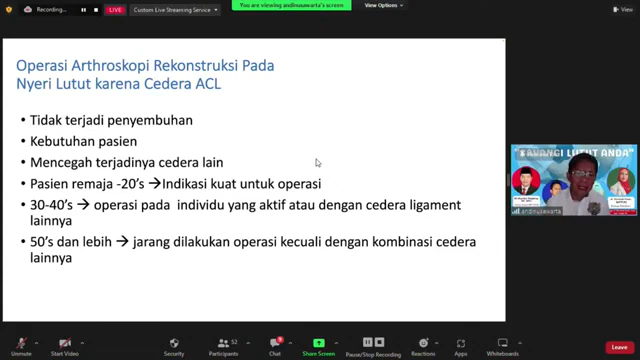 Recording...
LIVE
Custom Live Streaming Service
You are viewing andinusuwarta's screen
View Options
View
Operasi Arthroskopi Rekonstruksi Pada
Nyeri Lutut karena Cedera ACL
• Tidak terjadi penyembuhan
• Kebutuhan pasien
• Mencegah terjadinya cedera lain
• Pasien remaja -20's → Indikasi kuat untuk operasi
• 30-40's → operasi pada individu yang aktif atau dengan cedera ligament
lainnya
• 50's dan lebih → jarang dilakukan operasi kecuali dengan kombinasi cedera
lainnya
LUTUT ANDA"
andinusuwarta
Unmute
Start Video
Security
Participants
52
Chat
Share Screen
Pause/Stop Recording
Reactions
Apps
Whiteboards
Leave